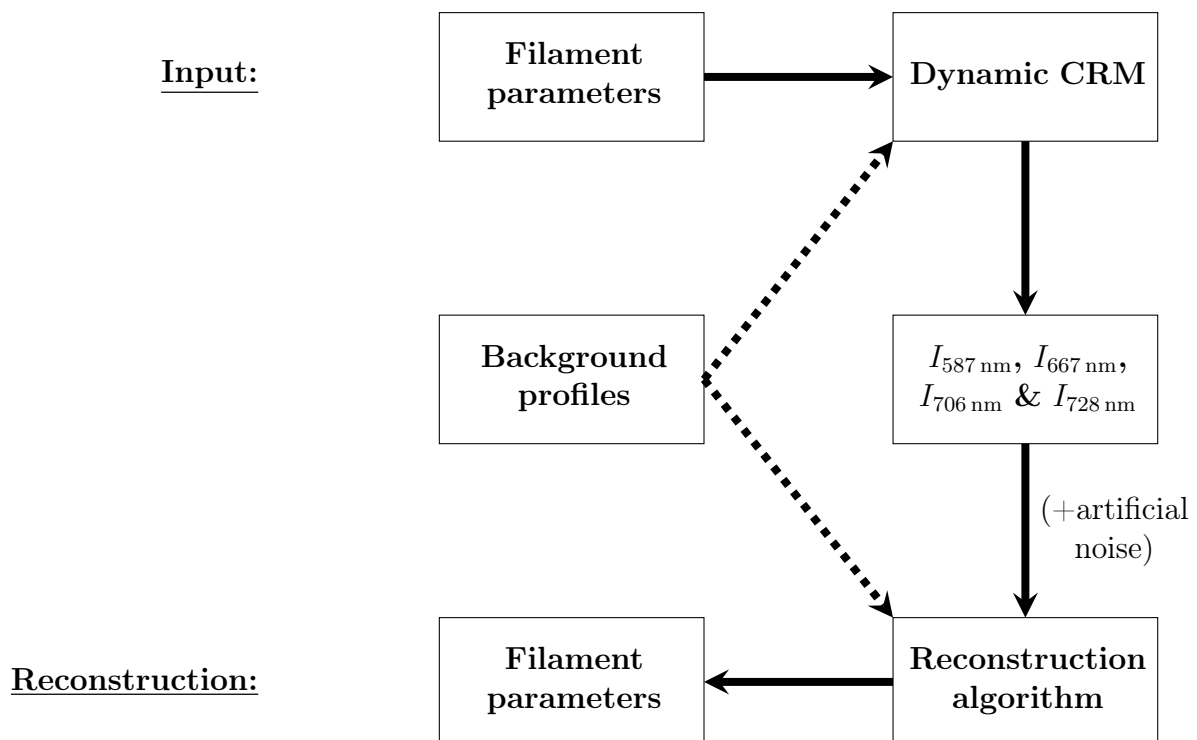 Input:
Filament
parameters
Dynamic CRM
Background
profiles
I587 nm, I667 nm,
I706 nm & I728 nm
(+artificial
noise)
Reconstruction:
Filament
parameters
Reconstruction
algorithm